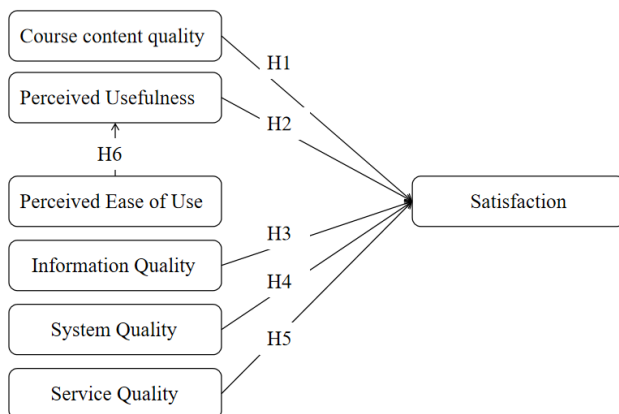 Course content quality
H1
Perceived Usefulness
H2
H6
Perceived Ease of Use
Satisfaction
H3
Information Quality
H4
System Quality
H5
Service Quality